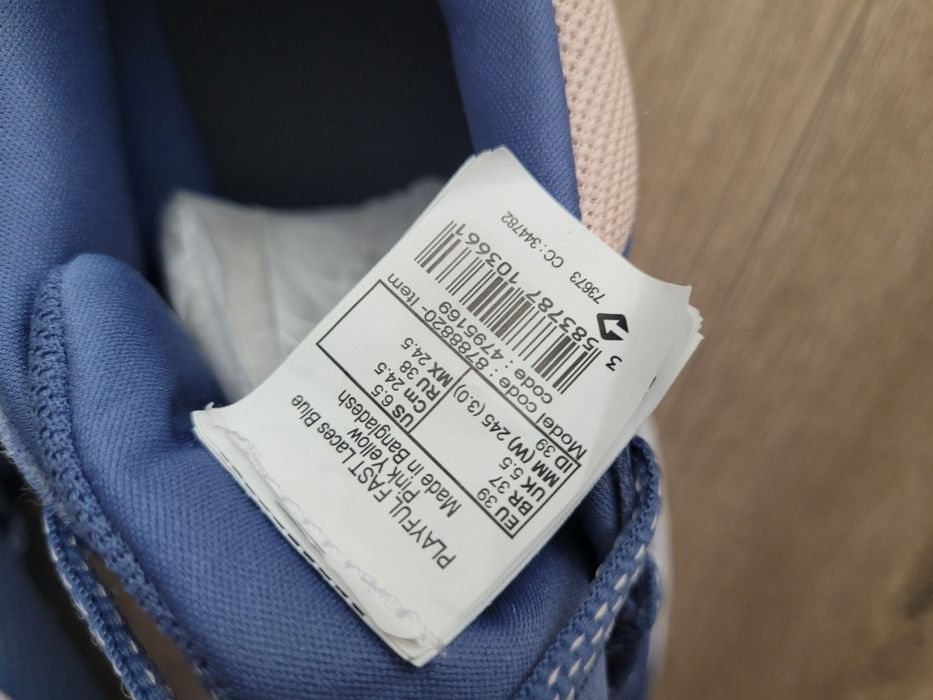 PLAYFUL FAST Laces Blue
Pink Yellow
Made in Bangladesh
EU 39 US 6.5
BR 37 Cm 24.5
UK 5.5 RU 38
MM (W) 245 (3.0) MX 24.5
IID 39
Model code : 8788820- Item
code : 4795169
3 583787 103661
73673 CC : 344782